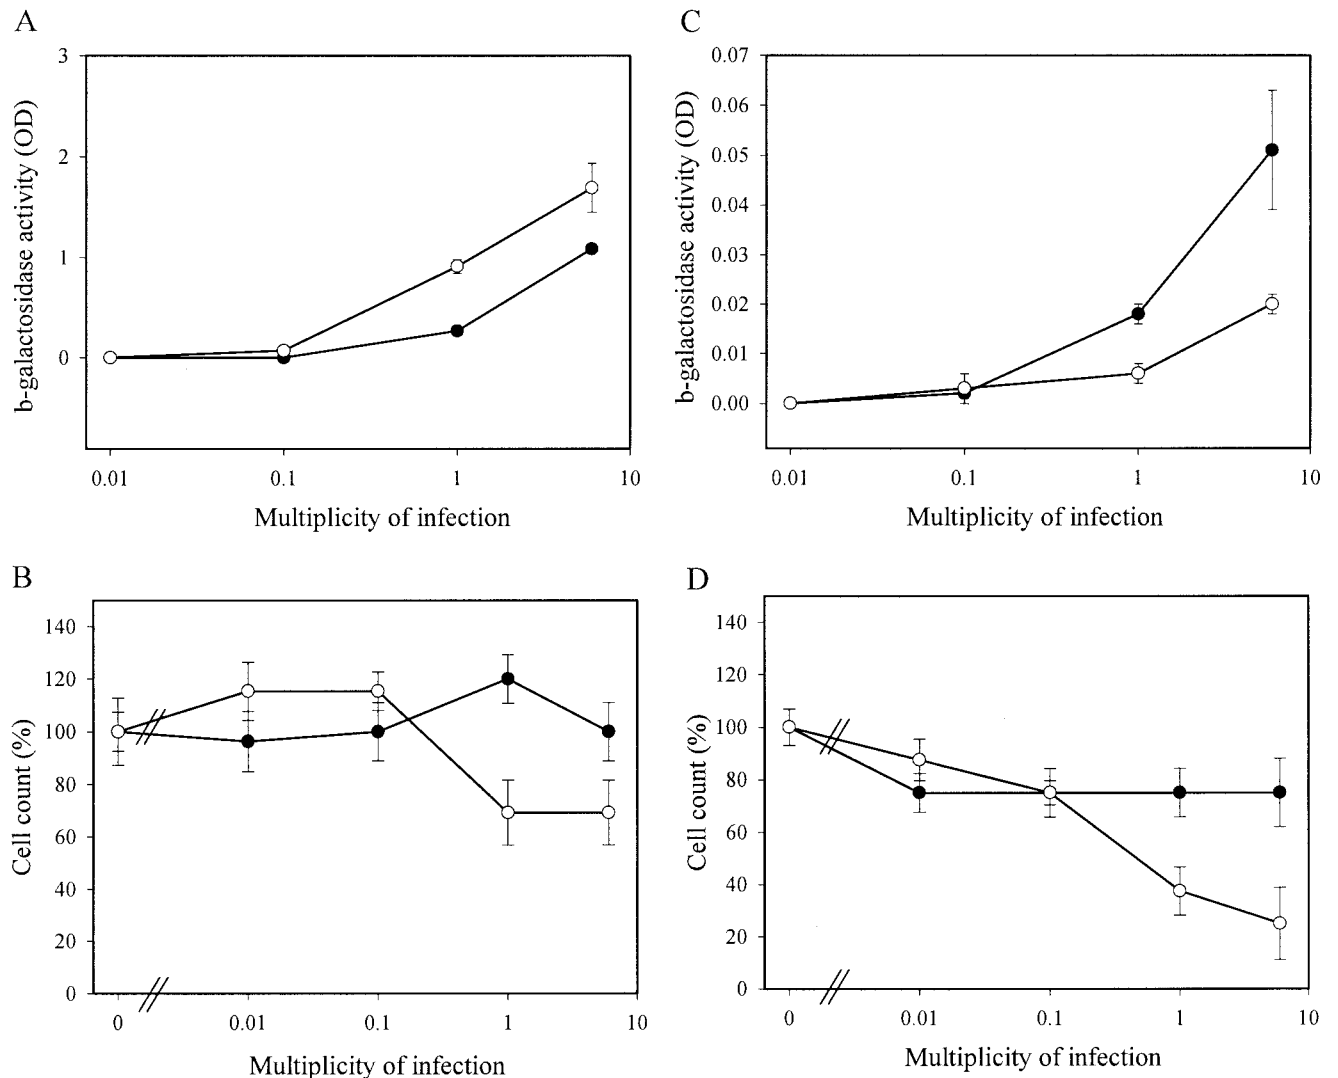 A
3
2
1
0
b-galactosidase activity (OD)
0.01 0.1 1 10
Multiplicity of infection
C
0.07
0.06
0.05
0.04
0.03
0.02
0.01
0.00
b-galactosidase activity (OD)
0.01 0.1 1 10
Multiplicity of infection
B
140
120
100
80
60
40
20
0
Cell count (%)
0 0.01 0.1 1 10
Multiplicity of infection
D
140
120
100
80
60
40
20
0
Cell count (%)
0 0.01 0.1 1 10
Multiplicity of infection